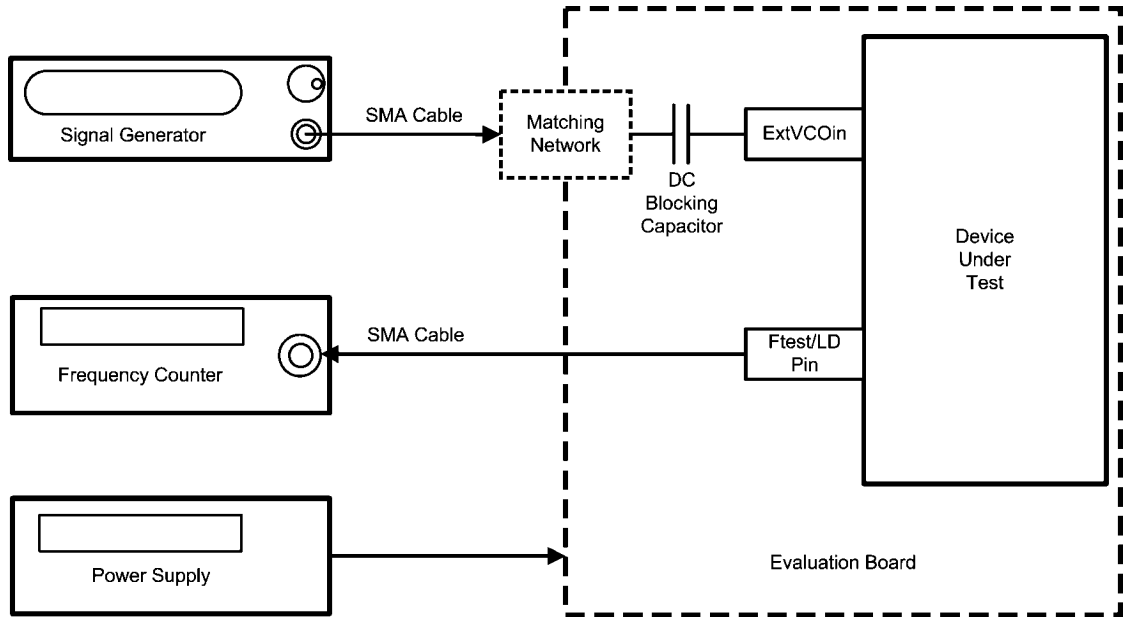 Signal Generator
SMA Cable
Matching
Network
DC
Blocking
Capacitor
ExtVCOin
Device
Under
Test
Frequency Counter
SMA Cable
Ftest/LD
Pin
Power Supply
Evaluation Board